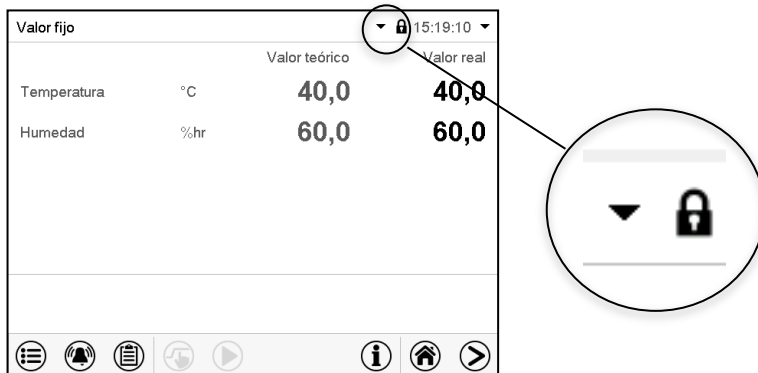 Valor fijo 15:19:10
Valor teórico Valor real
Temperatura °C 40,0 40,0
Humedad %hr 60,0 60,0